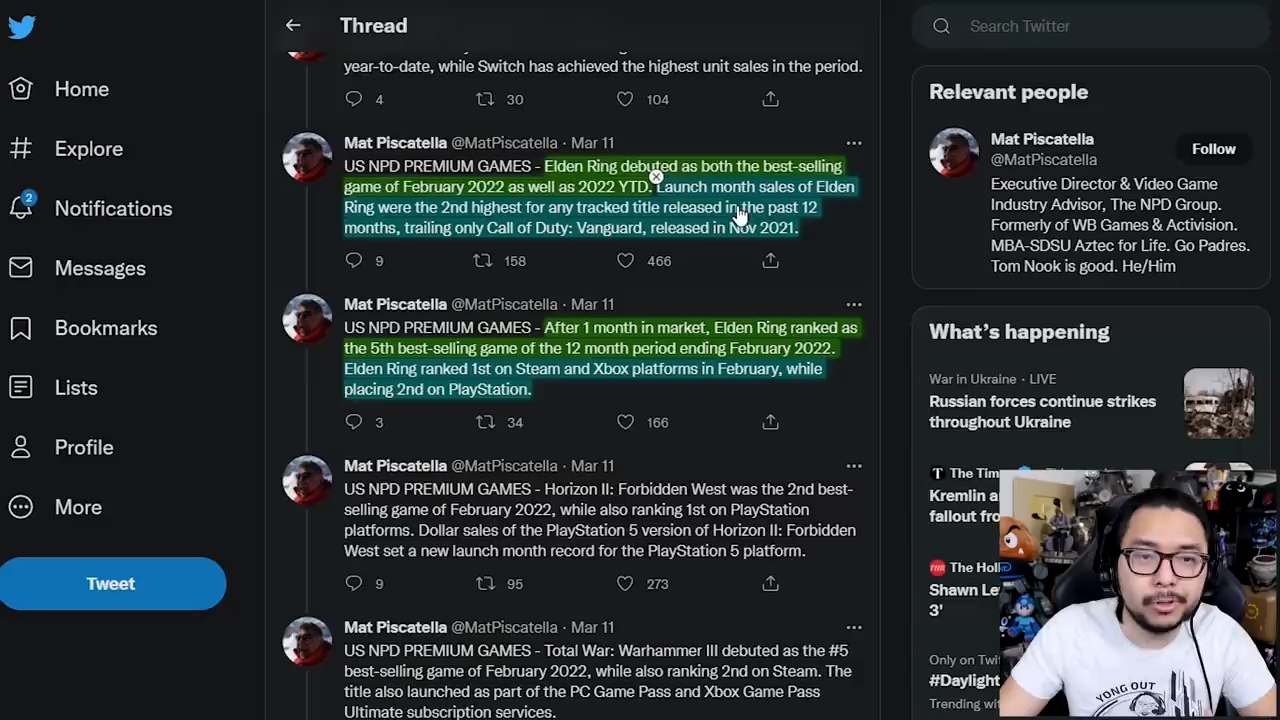 Home
Explore
2
Notifications
Messages
Bookmarks
Lists
Profile
More
Tweet
Thread
year-to-date, while Switch has achieved the highest unit sales in the period.
4 30 104
Mat Piscatella @MatPiscatella · Mar 11
US NPD PREMIUM GAMES - Elden Ring debuted as both the best-selling
game of February 2022 as well as 2022 YTD. Launch month sales of Elden
Ring were the 2nd highest for any tracked title released in the past 12
months, trailing only Call of Duty: Vanguard, released in Nov 2021.
9 158 466
Mat Piscatella @MatPiscatella · Mar 11
US NPD PREMIUM GAMES - After 1 month in market, Elden Ring ranked as
the 5th best-selling game of the 12 month period ending February 2022.
Elden Ring ranked 1st on Steam and Xbox platforms in February, while
placing 2nd on PlayStation.
3 34 166
Mat Piscatella @MatPiscatella · Mar 11
US NPD PREMIUM GAMES - Horizon II: Forbidden West was the 2nd best-
selling game of February 2022, while also ranking 1st on PlayStation
platforms. Dollar sales of the PlayStation 5 version of Horizon II: Forbidden
West set a new launch month record for the PlayStation 5 platform.
9 95 273
Mat Piscatella @MatPiscatella · Mar 11
US NPD PREMIUM GAMES - Total War: Warhammer III debuted as the #5
best-selling game of February 2022, while also ranking 2nd on Steam. The
title also launched as part of the PC Game Pass and Xbox Game Pass
Ultimate subscription services.
Search Twitter
Relevant people
Mat Piscatella
@MatPiscatella
Follow
Executive Director & Video Game
Industry Advisor, The NPD Group.
Formerly of WB Games & Activision.
MBA-SDSU Aztec for Life. Go Padres.
Tom Nook is good. He/Him
What's happening
War in Ukraine · LIVE
Russian forces continue strikes
throughout Ukraine
T The Tim
Kremlin a
fallout fro
The Holl
Shawn Le
3'
Only on Twi
#Daylight
Trending with
YONG OUT